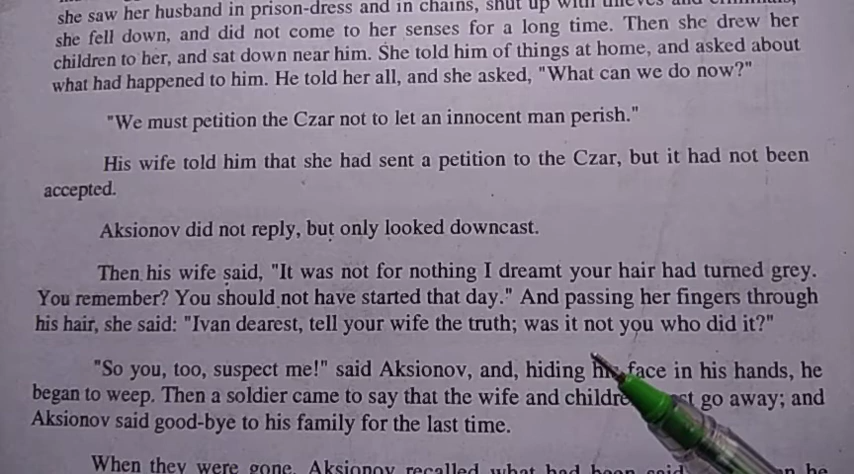 she saw her husband in prison-dress and in chains, shut up with thieves and criminals,
she fell down, and did not come to her senses for a long time. Then she drew her
children to her, and sat down near him. She told him of things at home, and asked about
what had happened to him. He told her all, and she asked, "What can we do now?"
"We must petition the Czar not to let an innocent man perish."
His wife told him that she had sent a petition to the Czar, but it had not been
accepted.
Aksionov did not reply, but only looked downcast.
Then his wife said, "It was not for nothing I dreamt your hair had turned grey.
You remember? You should not have started that day." And passing her fingers through
his hair, she said: "Ivan dearest, tell your wife the truth; was it not you who did it?"
"So you, too, suspect me!" said Aksionov, and, hiding his face in his hands, he
began to weep. Then a soldier came to say that the wife and children must go away; and
Aksionov said good-bye to his family for the last time.
When they were gone, Aksionov recalled what had been said, he